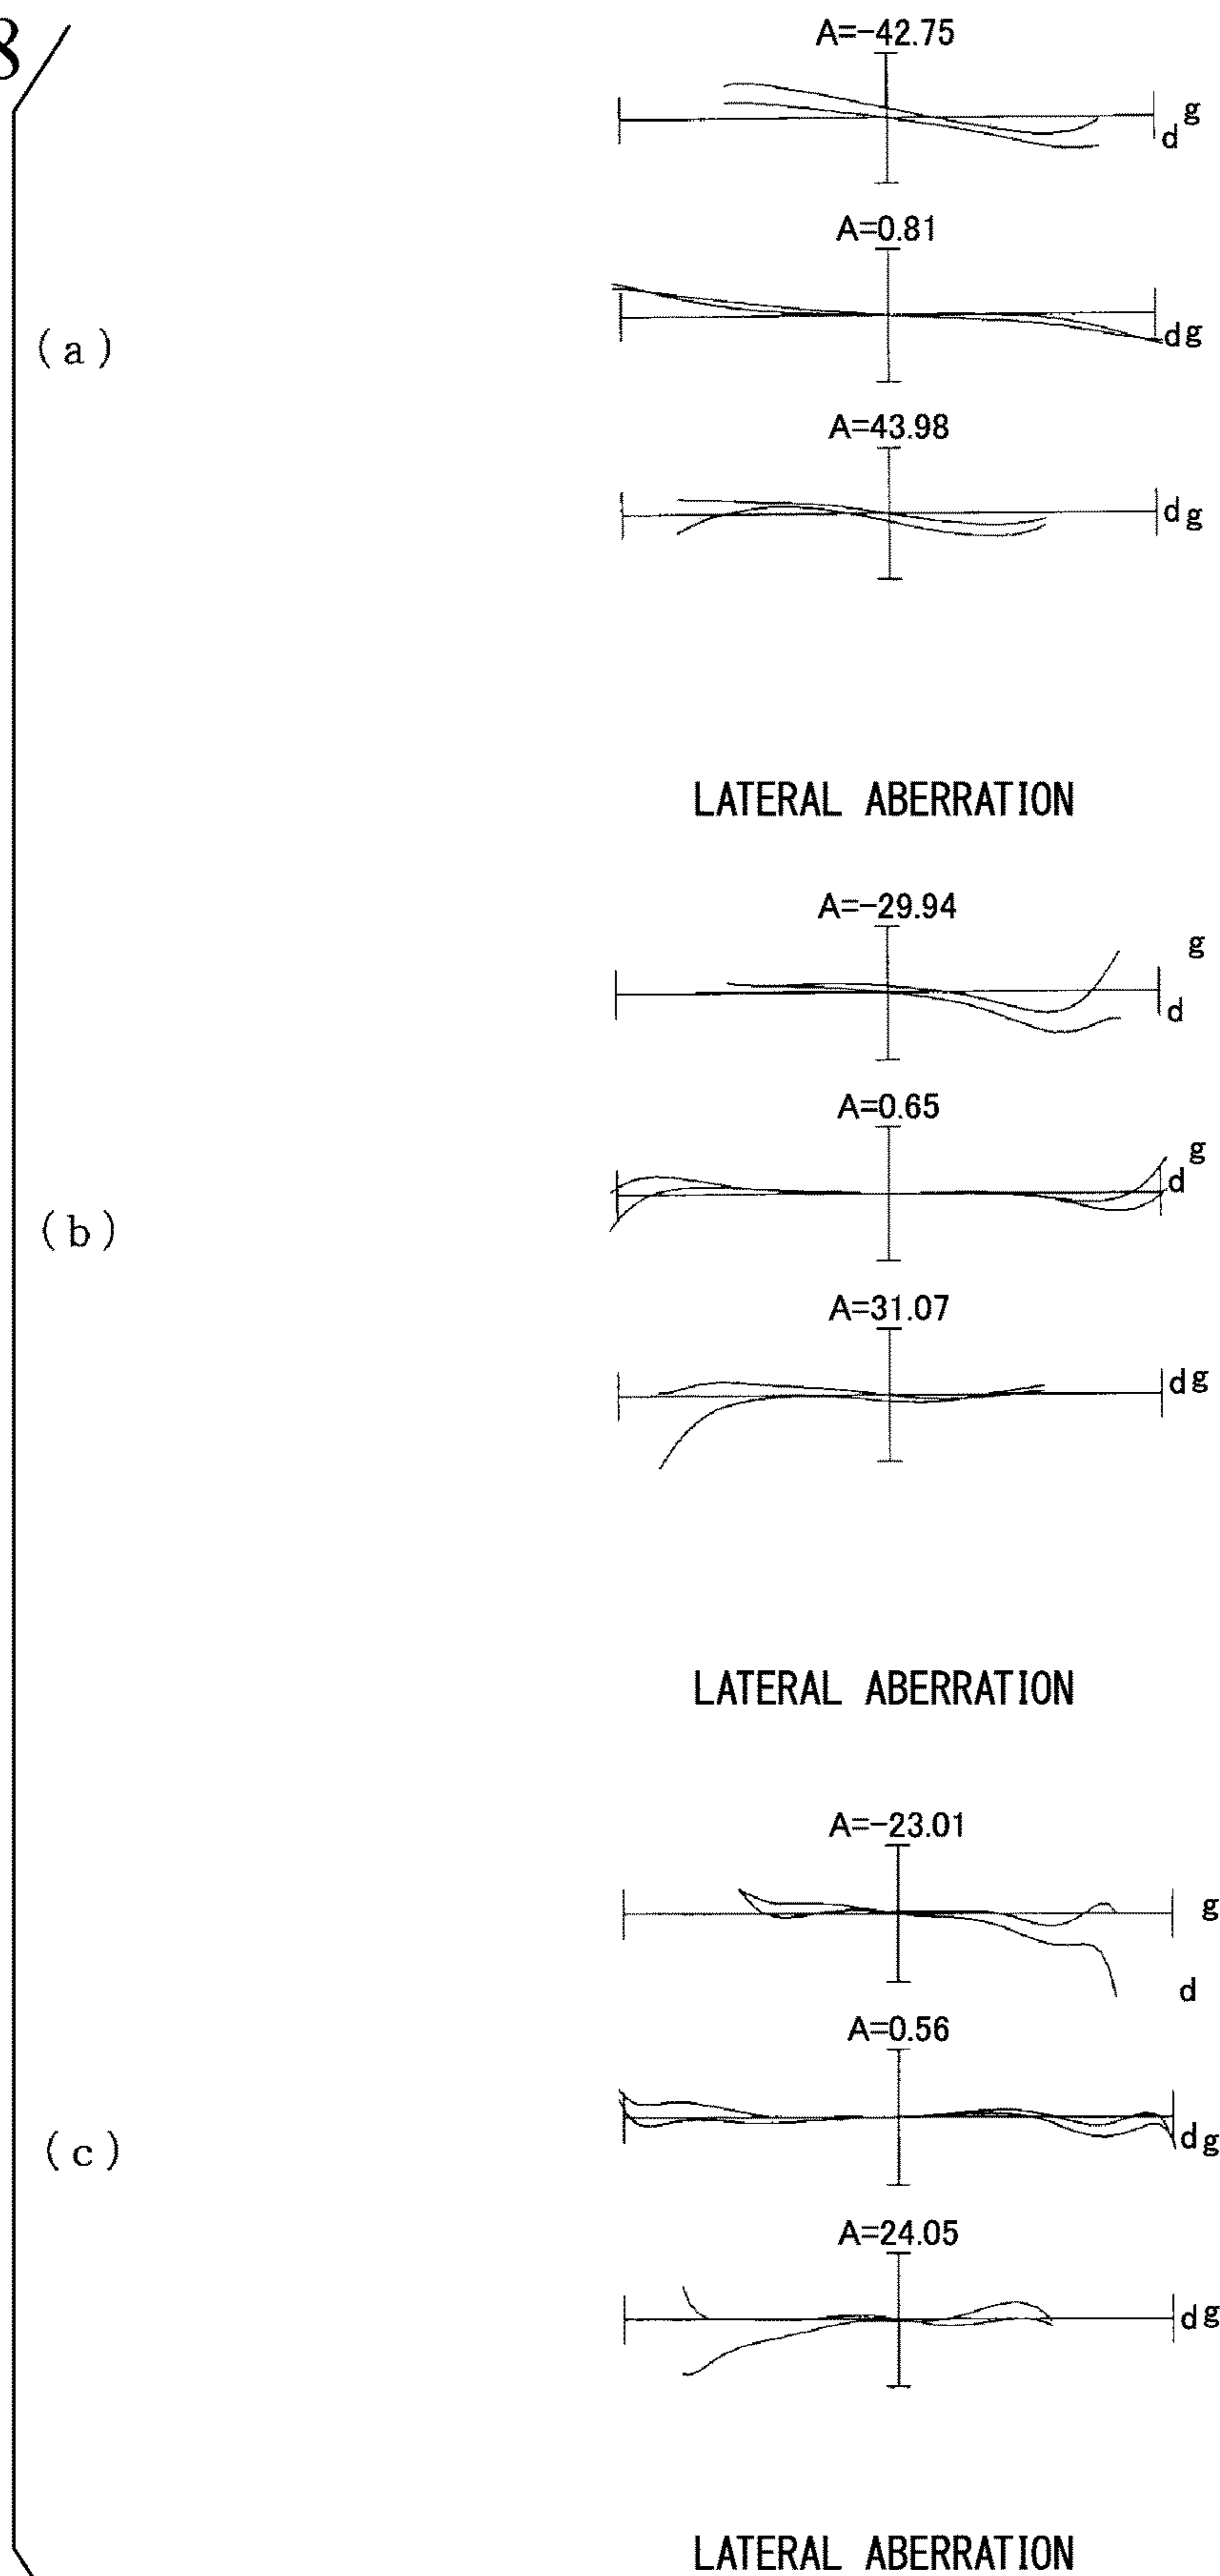 8
A=-42.75
g
d
A=0.81
(a)
dg
A=43.98
dg
LATERAL ABERRATION
A=-29.94
g
d
A=0.65
g
d
(b)
A=31.07
dg
LATERAL ABERRATION
A=-23.01
g
d
A=0.56
dg
(c)
A=24.05
dg
LATERAL ABERRATION